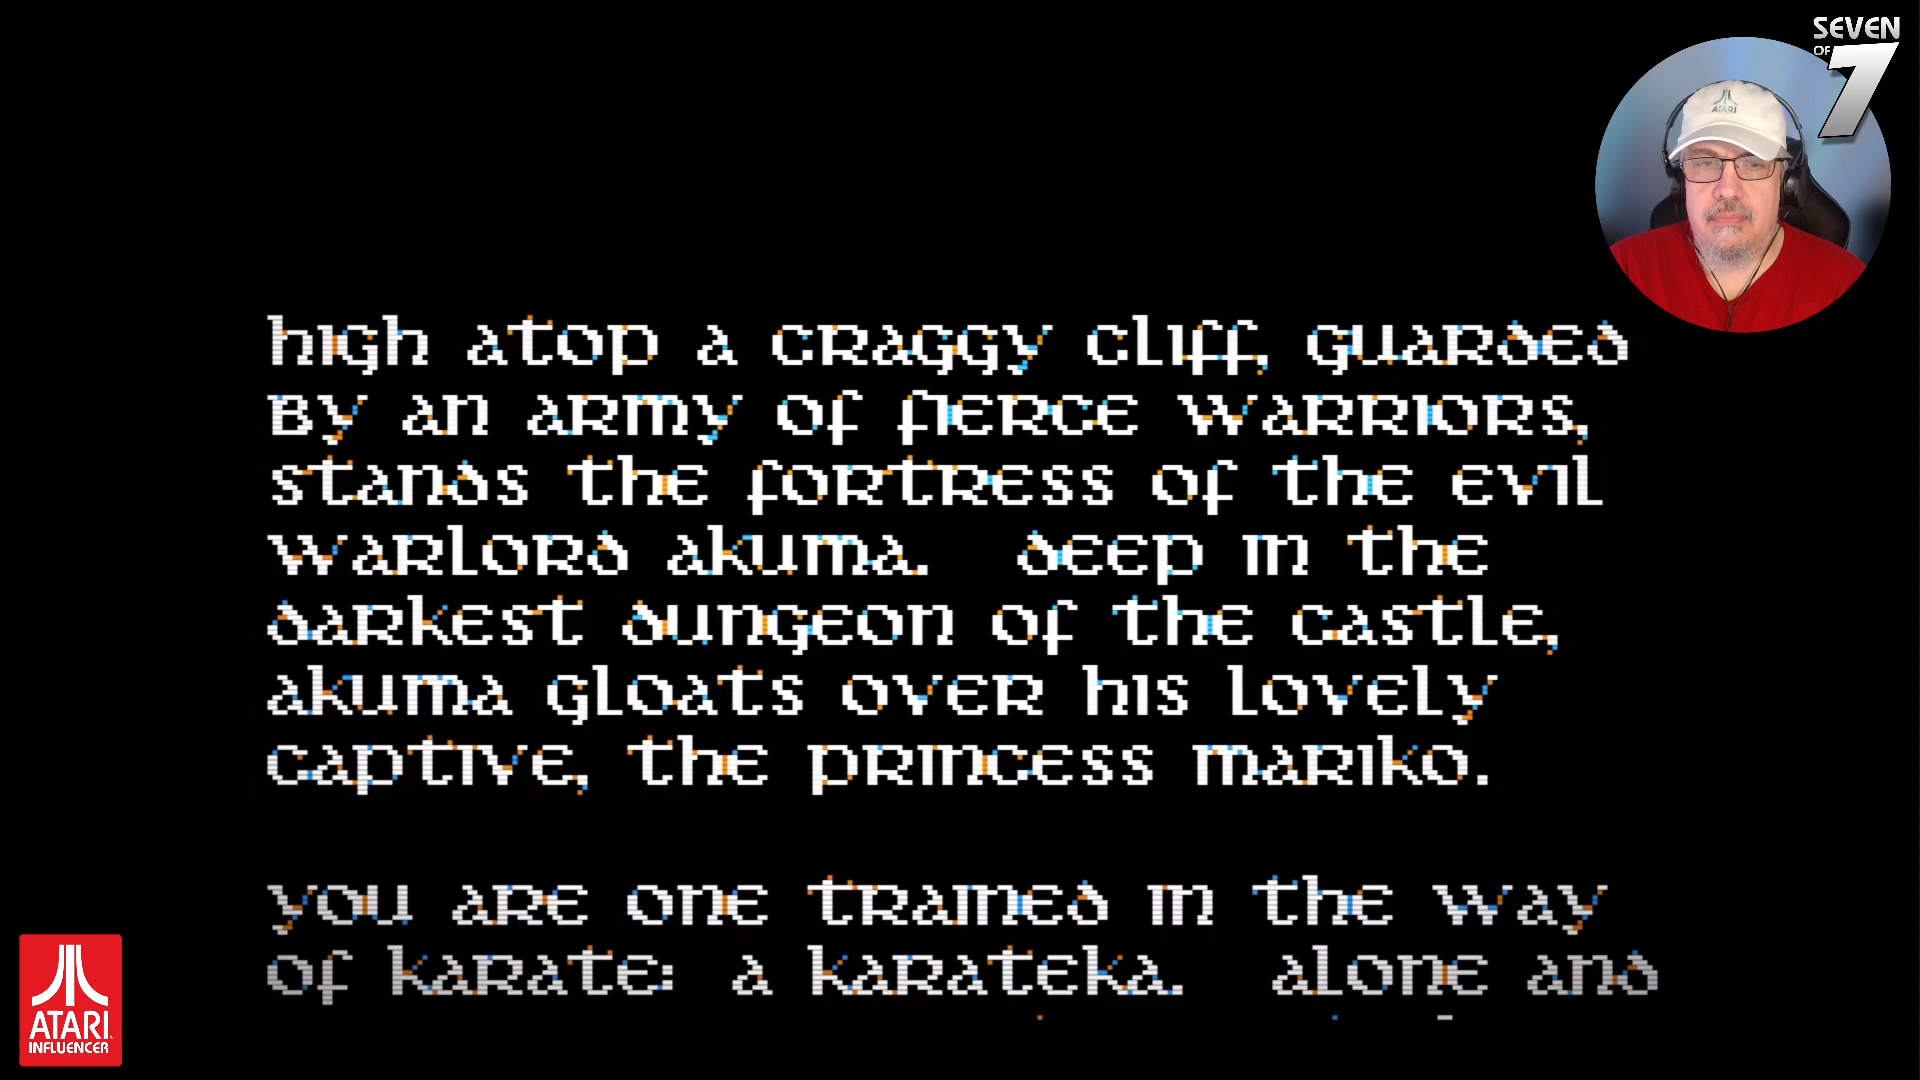 SEVEN
OF
7
ATARI
high atop a craggy cliff, guarded
by an army of fierce warriors,
stands the fortress of the evil
warlord akuma.  deep in the
darkest dungeon of the castle,
akuma gloats over his lovely
captive, the princess mariko.
you are one trained in the way
of karate:  a karateka.  alone and
ATARI
INFLUENCER